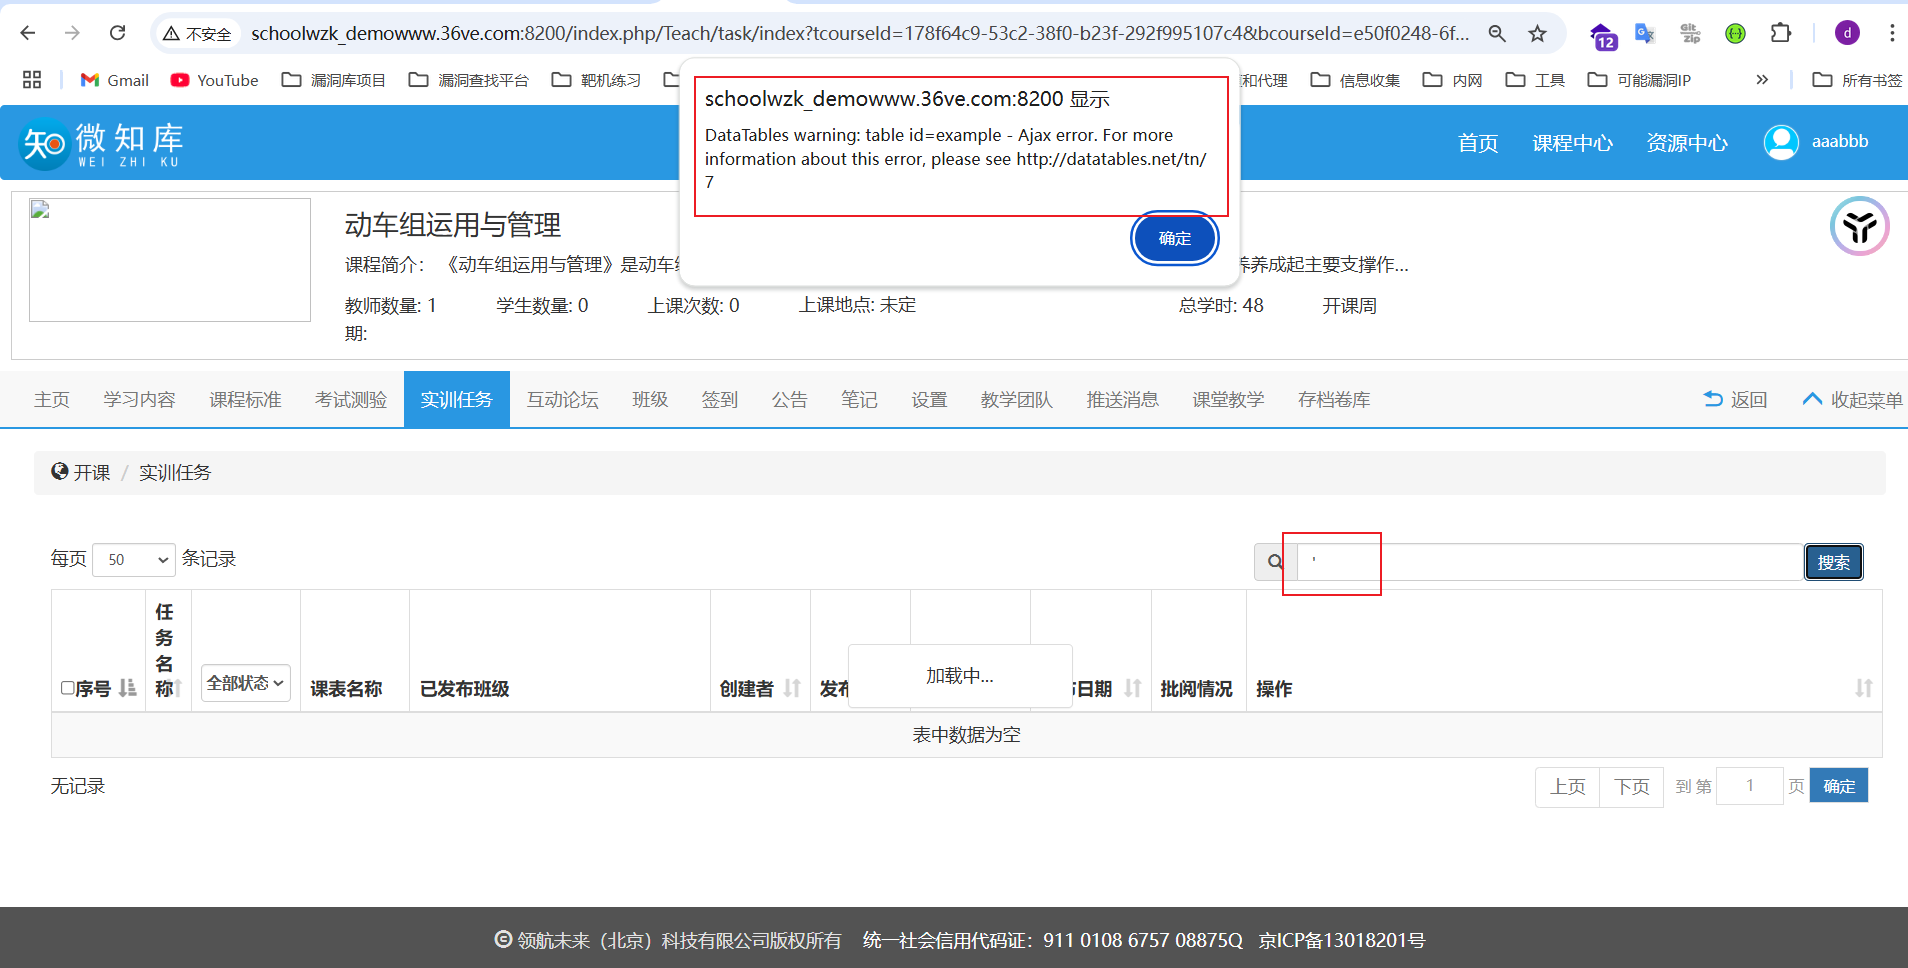 不安全 schoolwzk_demowww.36ve.com:8200/index.php/Teach/task/index?tcourseId=178f64c9-53c2-38f0-b23f-292f995107c4&bcourseId=e50f0248-6f... 12 Git zip d
Gmail YouTube 漏洞库项目 漏洞查找平台 靶机练习 和代理 信息收集 内网 工具 可能漏洞IP 所有书签
schoolwzk_demowww.36ve.com:8200 显示
DataTables warning: table id=example - Ajax error. For more
information about this error, please see http://datatables.net/tn/
7
确定
知 微知库
WEI ZHI KU
首页 课程中心 资源中心 aaabbb
动车组运用与管理
课程简介： 《动车组运用与管理》是动车 养成起主要支撑作...
教师数量: 1 学生数量: 0 上课次数: 0 上课地点: 未定 总学时: 48 开课周
期:
主页 学习内容 课程标准 考试测验 实训任务 互动论坛 班级 签到 公告 笔记 设置 教学团队 推送消息 课堂教学 存档卷库 返回 收起菜单
开课 / 实训任务
每页 50 条记录 ' 搜索
序号 任务名称 全部状态 课表名称 已发布班级 创建者 发布 日期 批阅情况 操作
加载中...
表中数据为空
无记录 上页 下页 到 第 1 页 确定
© 领航未来（北京）科技有限公司版权所有 统一社会信用代码证：911 0108 6757 08875Q 京ICP备13018201号